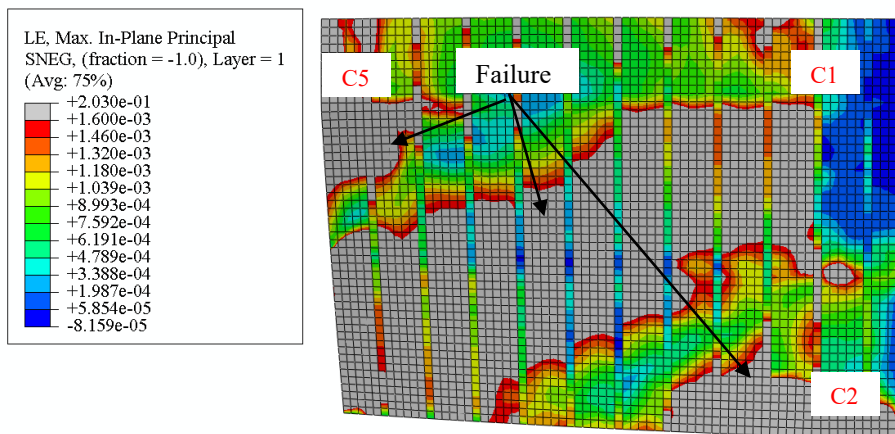 LE, Max. In-Plane Principal
SNEG, (fraction = -1.0), Layer = 1
(Avg: 75%)
+2.030e-01
+1.600e-03
+1.460e-03
+1.320e-03
+1.180e-03
+1.039e-03
+8.993e-04
+7.592e-04
+6.191e-04
+4.789e-04
+3.388e-04
+1.987e-04
+5.854e-05
-8.159e-05
C5
Failure
C1
C2